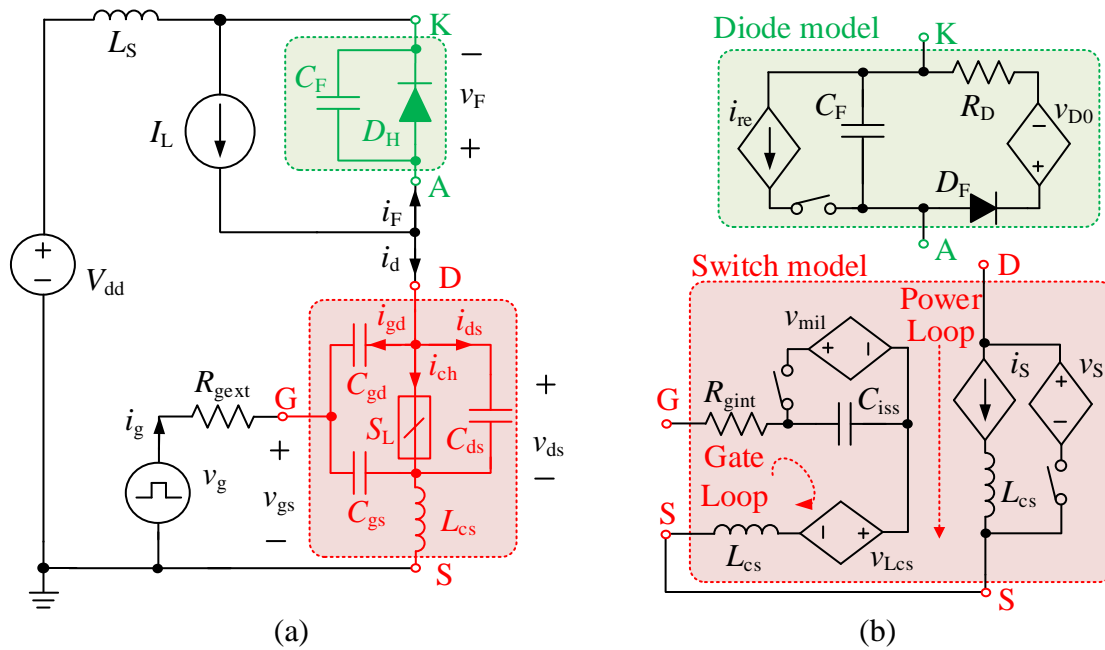 L_S
K
C_F
D_H
−
v_F
+
I_L
A
i_F
i_d
D
+
−
V_dd
i_gd
i_ds
i_ch
C_gd
R_gext
G
S_L
C_ds
+
v_ds
−
i_g
v_g
+
v_gs
−
C_gs
L_cs
S
(a)
Diode model
K
i_re
C_F
R_D
v_D0
−
+
D_F
A
Switch model
D
Power
Loop
v_mil
+
−
i_S
v_S
+
−
G
R_gint
C_iss
Gate
Loop
L_cs
S
L_cs
−
+
v_Lcs
S
(b)